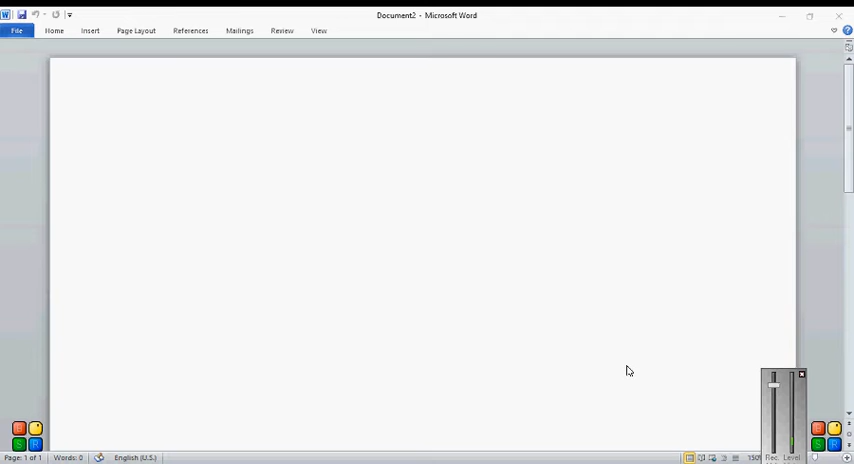 Document2 - Microsoft Word
File Home Insert Page Layout References Mailings Review View
B
S R
B
S R
Page: 1 of 1 Words: 0 English (U.S.) 150
Rec. Level